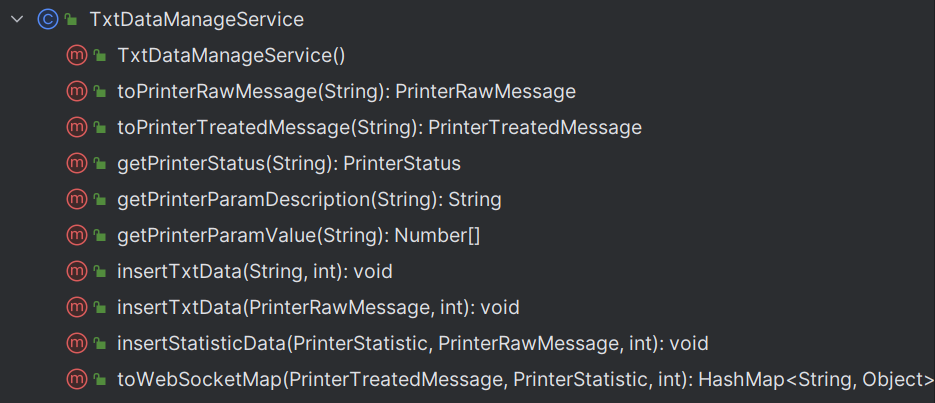 TxtDataManageService
TxtDataManageService()
toPrinterRawMessage(String): PrinterRawMessage
toPrinterTreatedMessage(String): PrinterTreatedMessage
getPrinterStatus(String): PrinterStatus
getPrinterParamDescription(String): String
getPrinterParamValue(String): Number[]
insertTxtData(String, int): void
insertTxtData(PrinterRawMessage, int): void
insertStatisticData(PrinterStatistic, PrinterRawMessage, int): void
toWebSocketMap(PrinterTreatedMessage, PrinterStatistic, int): HashMap<String, Object>